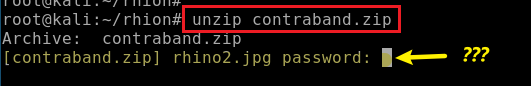 root@kali:~/rhion#
root@kali:~/rhion# unzip contraband.zip
Archive:  contraband.zip
[contraband.zip] rhino2.jpg password: ???